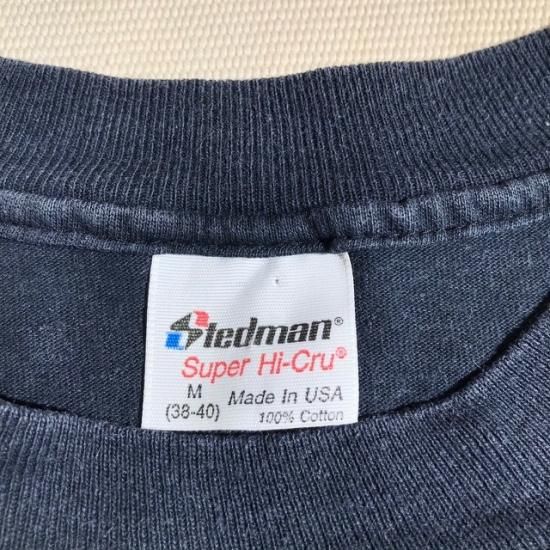 Stedman®
Super Hi-Cru®
M
(38-40)
Made In USA
100% Cotton